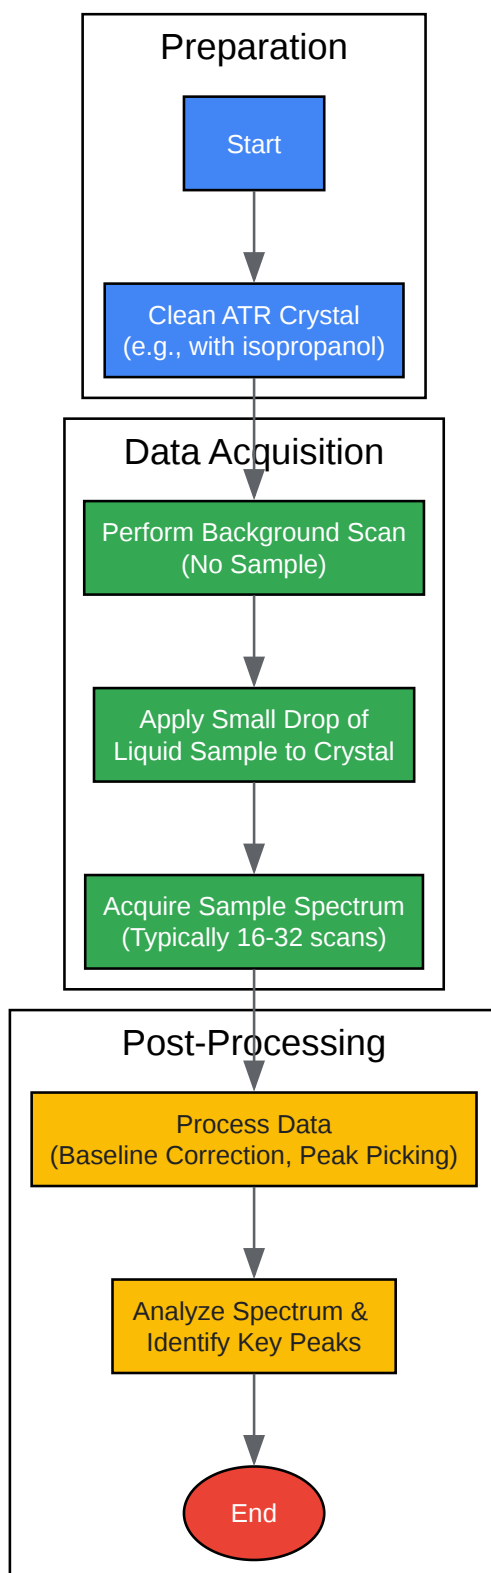 Preparation
Start
Clean ATR Crystal
(e.g., with isopropanol)
Data Acquisition
Perform Background Scan
(No Sample)
Apply Small Drop of
Liquid Sample to Crystal
Acquire Sample Spectrum
(Typically 16-32 scans)
Post-Processing
Process Data
(Baseline Correction, Peak Picking)
Analyze Spectrum &
Identify Key Peaks
End